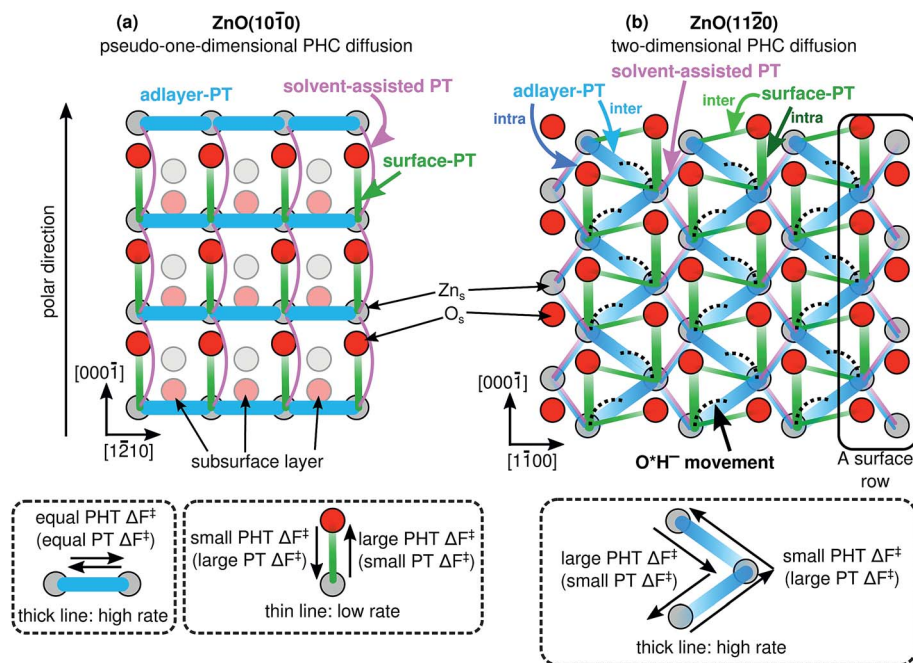 (a)
ZnO(101̅0)
pseudo-one-dimensional PHC diffusion
solvent-assisted PT
adlayer-PT
surface-PT
polar direction
[0001̅]
[12̅10]
subsurface layer
Znₛ
Oₛ
(b)
ZnO(112̅0)
two-dimensional PHC diffusion
solvent-assisted PT
adlayer-PT
inter
surface-PT
intra
inter
intra
[0001̅]
[11̅00]
O*H⁻ movement
A surface
row
equal PHT ΔF‡
(equal PT ΔF‡)
thick line: high rate
small PHT ΔF‡
(large PT ΔF‡)
large PHT ΔF‡
(small PT ΔF‡)
thin line: low rate
large PHT ΔF‡
(small PT ΔF‡)
small PHT ΔF‡
(large PT ΔF‡)
thick line: high rate